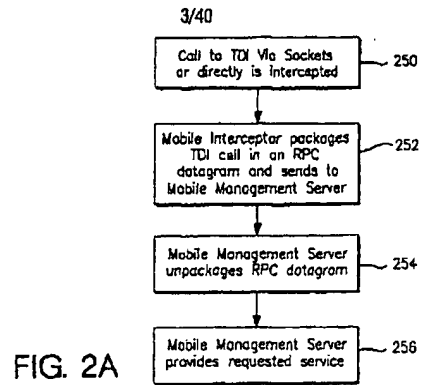 3/40
Call to TDI Via Sockets
or directly is intercepted
250
Mobile Interceptor packages
TDI call in an RPC
datagram and sends to
Mobile Management Server
252
Mobile Management Server
unpackages RPC datagram
254
Mobile Management Server
provides requested service
256
FIG. 2A